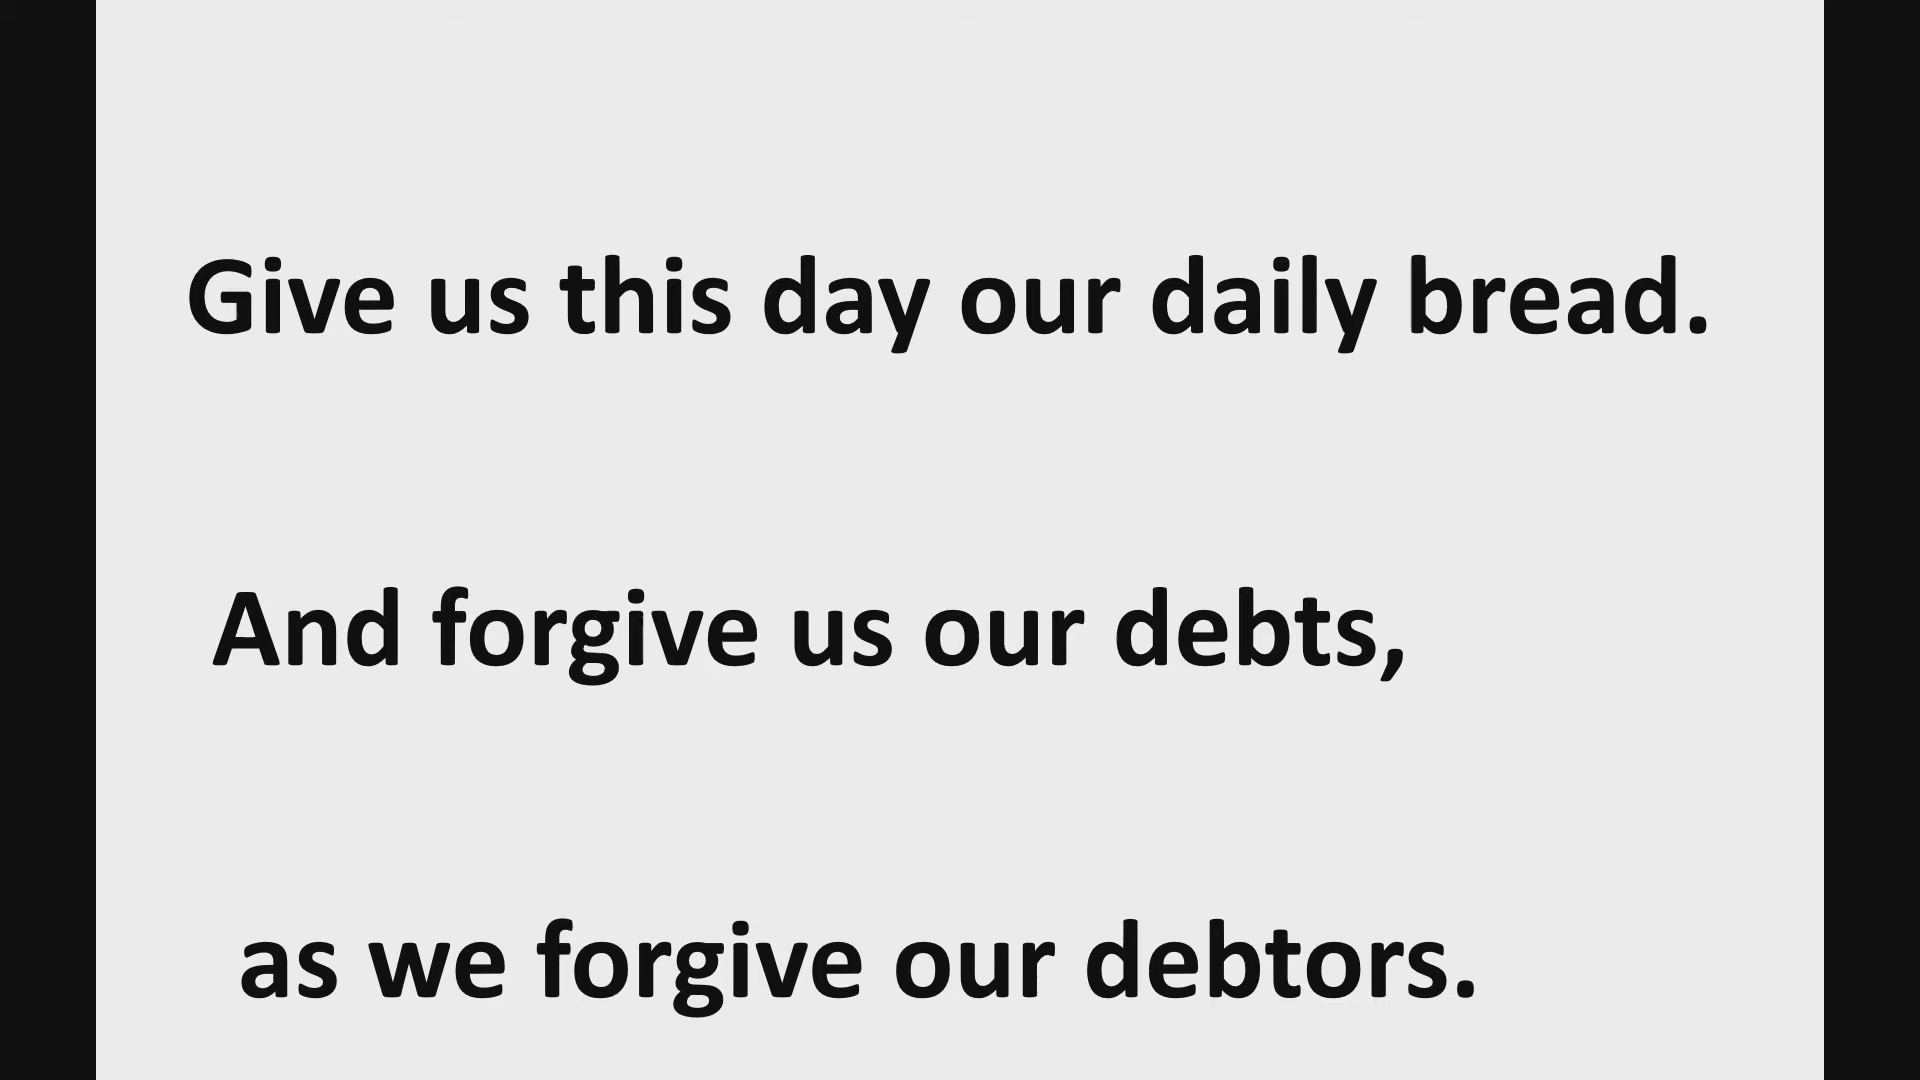 Give us this day our daily bread.
And forgive us our debts,
as we forgive our debtors.